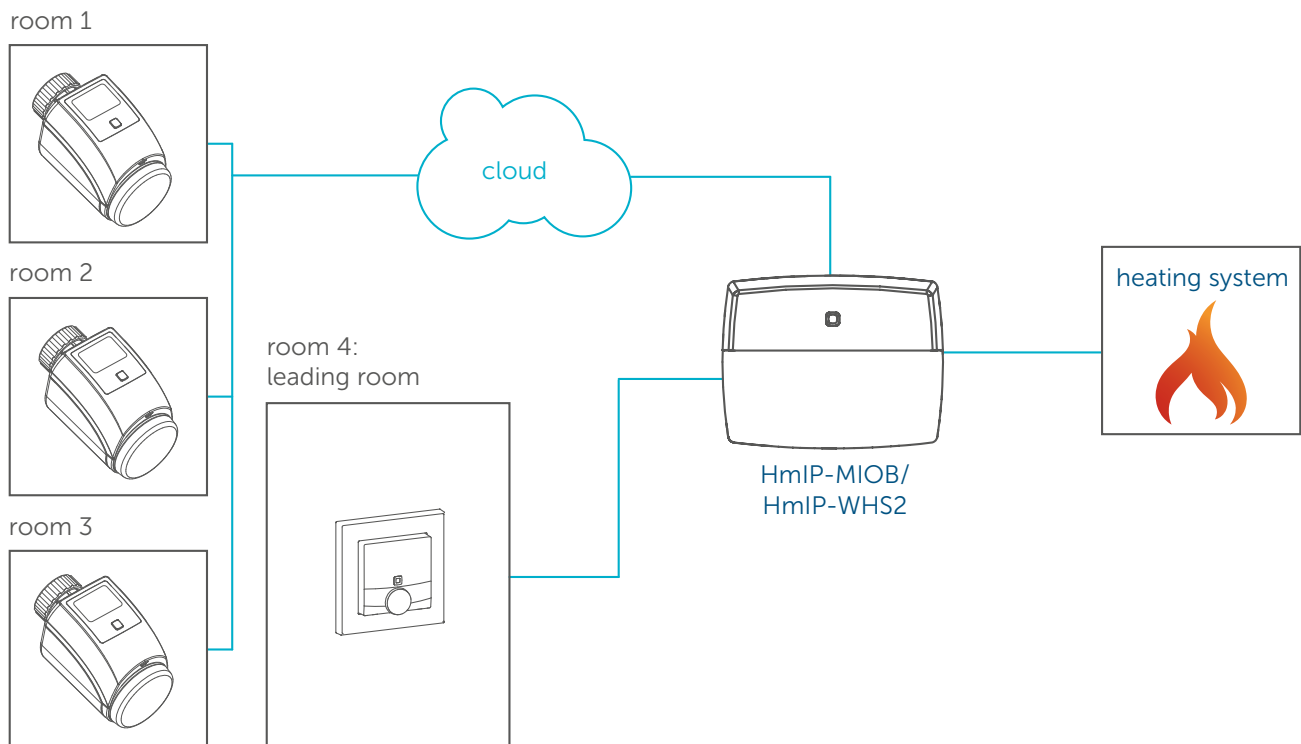 room 1
cloud
room 2
heating system
room 4:
leading room
HmIP-MIOB/
HmIP-WHS2
room 3